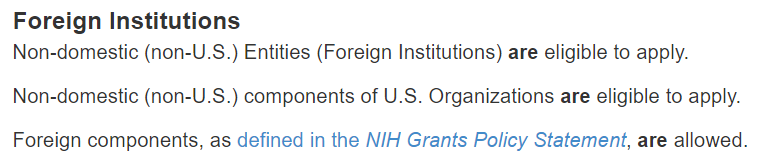 Foreign Institutions
Non-domestic (non-U.S.) Entities (Foreign Institutions) are eligible to apply.
Non-domestic (non-U.S.) components of U.S. Organizations are eligible to apply.
Foreign components, as defined in the NIH Grants Policy Statement, are allowed.